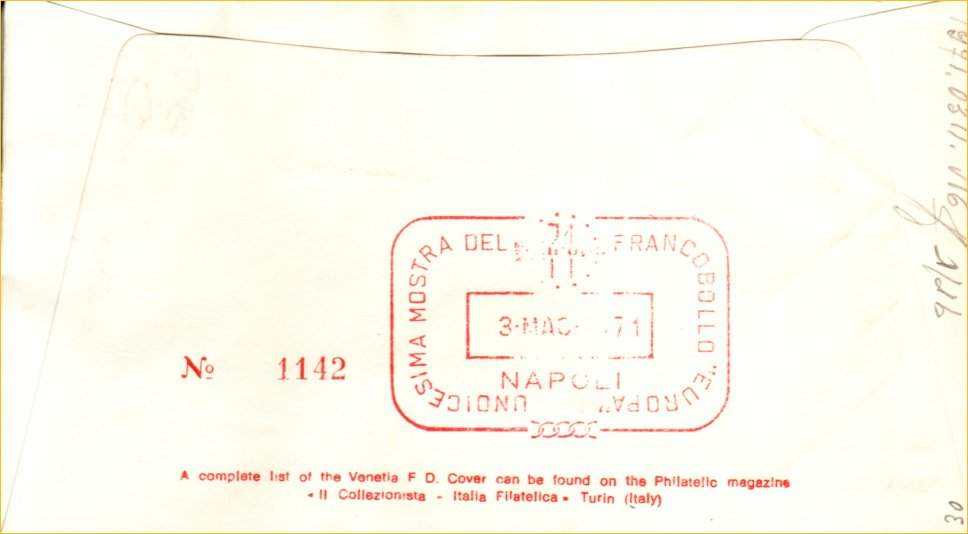 UNDICESIMA MOSTRA DEL FRANCOBOLLO "EUROPA"
3-MAG- 71
NAPOLI
№ 1142
A complete list of the Venetia F D. Cover can be found on the Philatelic magazine
« Il Collezionista - Italia Filatelica » Turin (Italy)
30